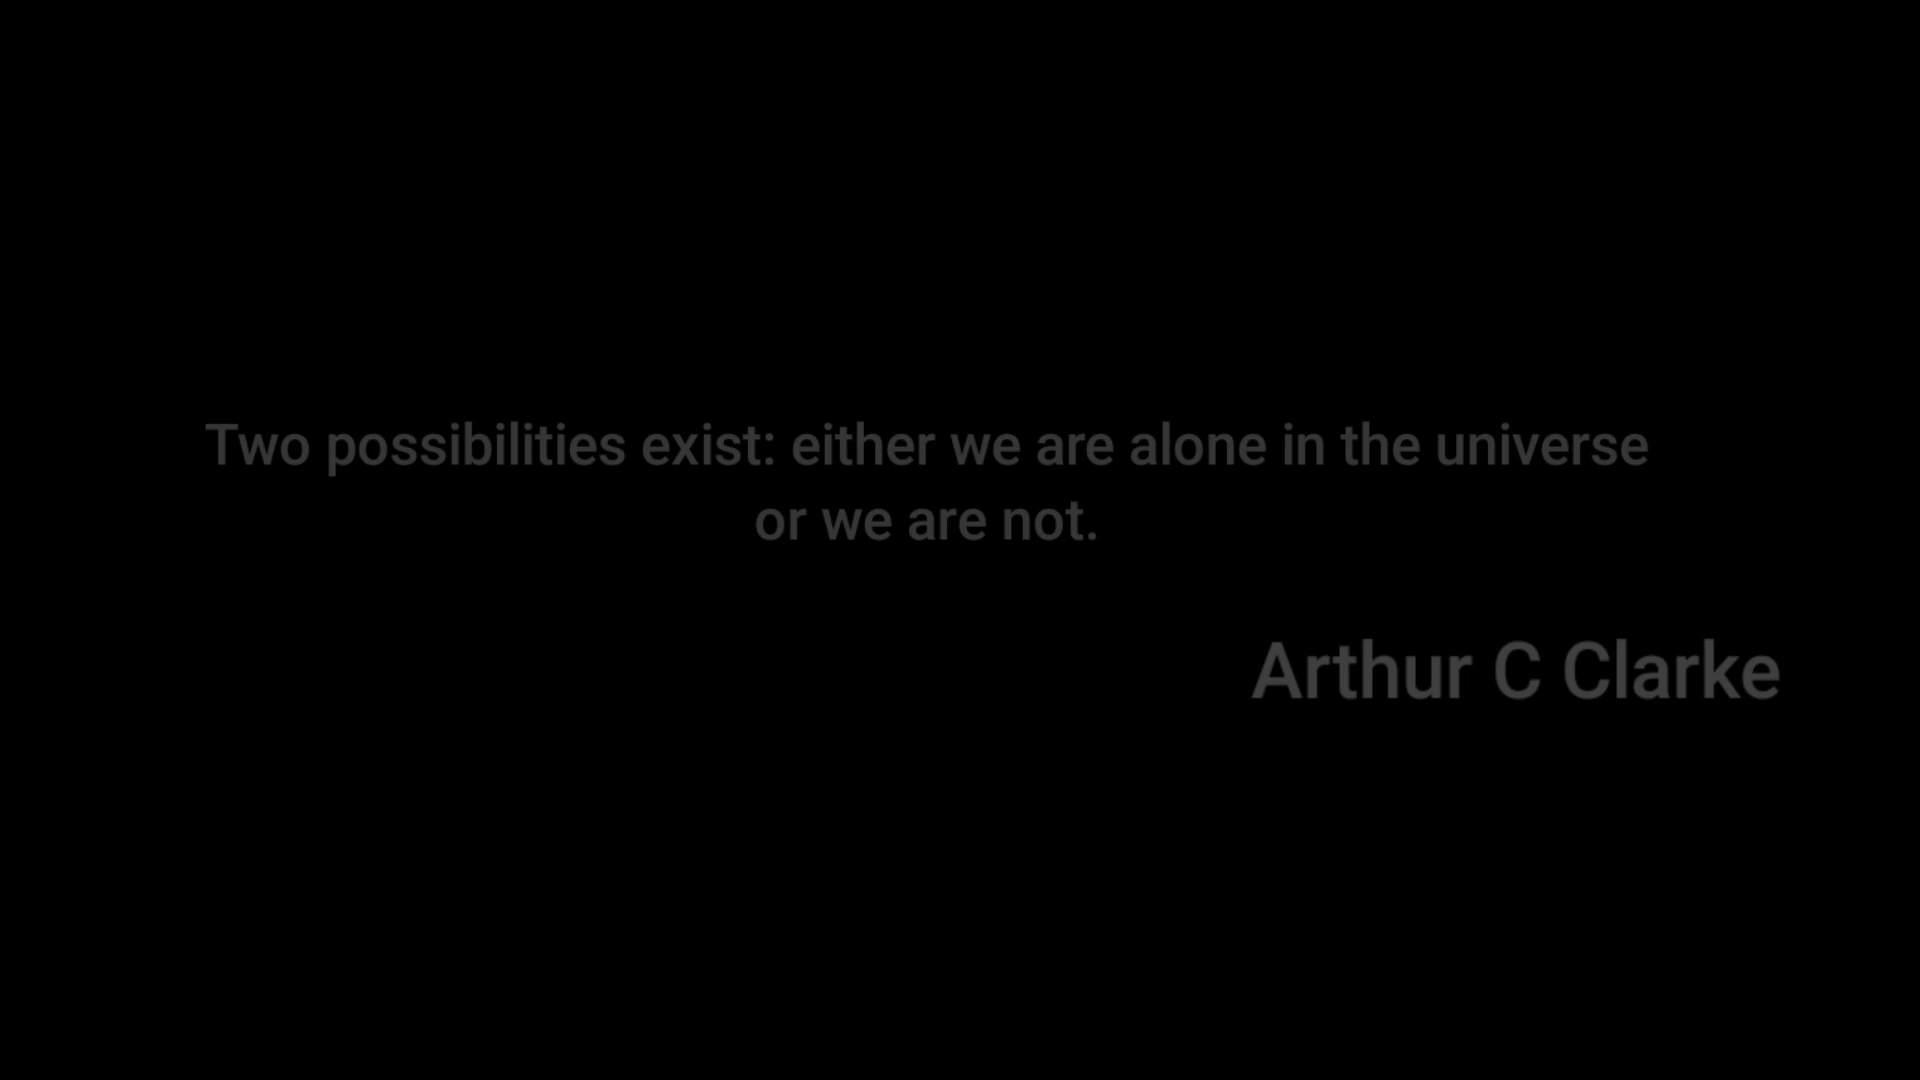 Two possibilities exist: either we are alone in the universe
or we are not.
Arthur C Clarke